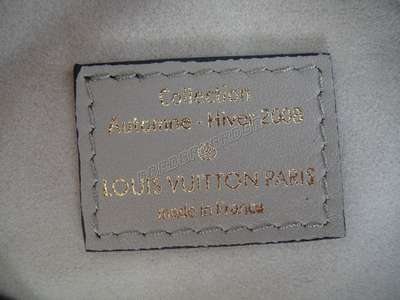 Collection
Automne - Hiver 2008
LOUIS VUITTON PARIS
made in France